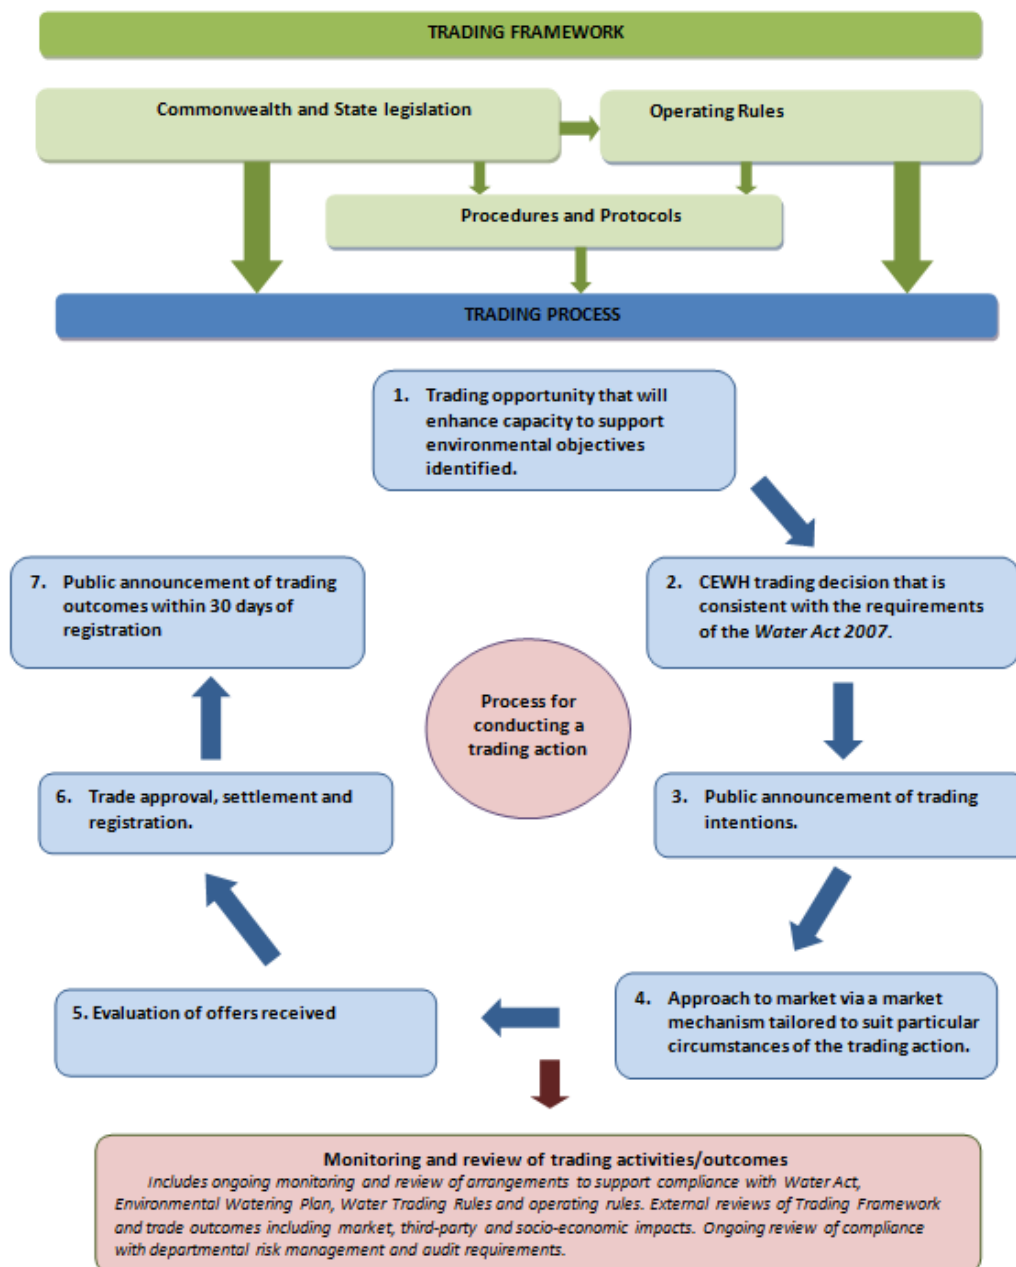 TRADING FRAMEWORK
Commonwealth and State legislation
Operating Rules
Procedures and Protocols
TRADING PROCESS
1. Trading opportunity that will
enhance capacity to support
environmental objectives
identified.
2. CEWH trading decision that is
consistent with the requirements
of the Water Act 2007.
3. Public announcement of trading
intentions.
4. Approach to market via a market
mechanism tailored to suit particular
circumstances of the trading action.
5. Evaluation of offers received
6. Trade approval, settlement and
registration.
7. Public announcement of trading
outcomes within 30 days of
registration
Process for
conducting a
trading action
Monitoring and review of trading activities/outcomes
Includes ongoing monitoring and review of arrangements to support compliance with Water Act,
Environmental Watering Plan, Water Trading Rules and operating rules. External reviews of Trading Framework
and trade outcomes including market, third-party and socio-economic impacts. Ongoing review of compliance
with departmental risk management and audit requirements.